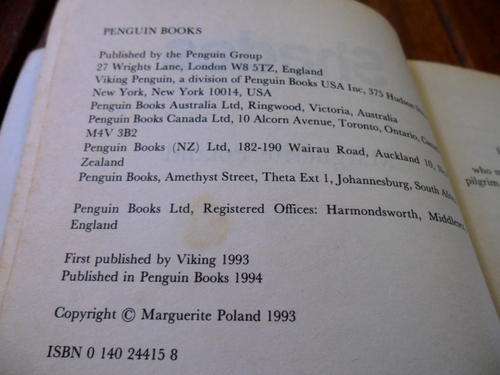 PENGUIN BOOKS
Published by the Penguin Group
27 Wrights Lane, London W8 5TZ, England
Viking Penguin, a division of Penguin Books USA Inc, 375 Hudson
New York, New York 10014, USA
Penguin Books Australia Ltd, Ringwood, Victoria, Australia
Penguin Books Canada Ltd, 10 Alcorn Avenue, Toronto, Ontario,
M4V 3B2
Penguin Books (NZ) Ltd, 182-190 Wairau Road, Auckland 10,
Zealand
Penguin Books, Amethyst Street, Theta Ext 1, Johannesburg, South
Penguin Books Ltd, Registered Offices: Harmondsworth,
England
First published by Viking 1993
Published in Penguin Books 1994
Copyright © Marguerite Poland 1993
ISBN 0 140 24415 8
who
pilgrim